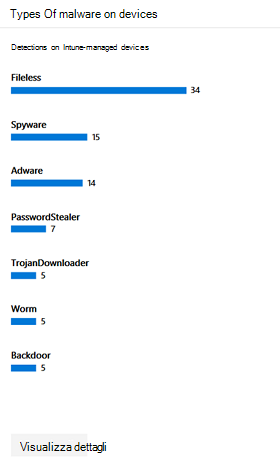 Types Of malware on devices
Detections on Intune-managed devices
Fileless
34
Spyware
15
Adware
14
PasswordStealer
7
TrojanDownloader
5
Worm
5
Backdoor
5
Visualizza dettagli